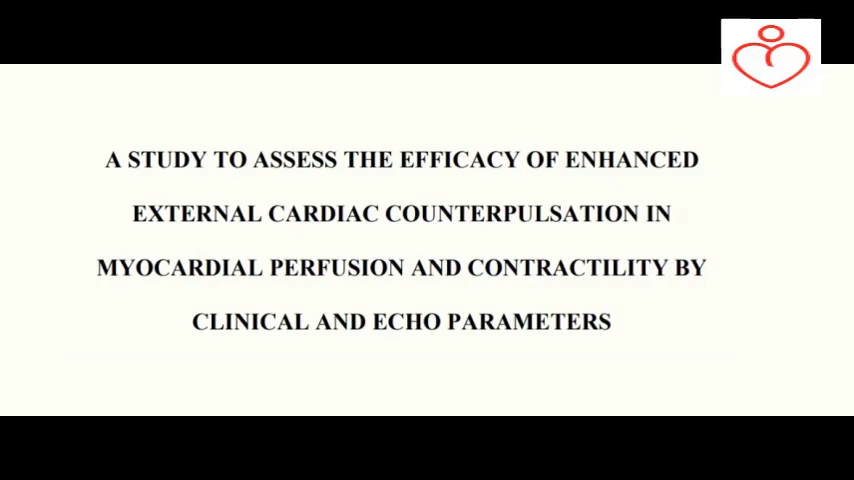 A STUDY TO ASSESS THE EFFICACY OF ENHANCED
EXTERNAL CARDIAC COUNTERPULSATION IN
MYOCARDIAL PERFUSION AND CONTRACTILITY BY
CLINICAL AND ECHO PARAMETERS